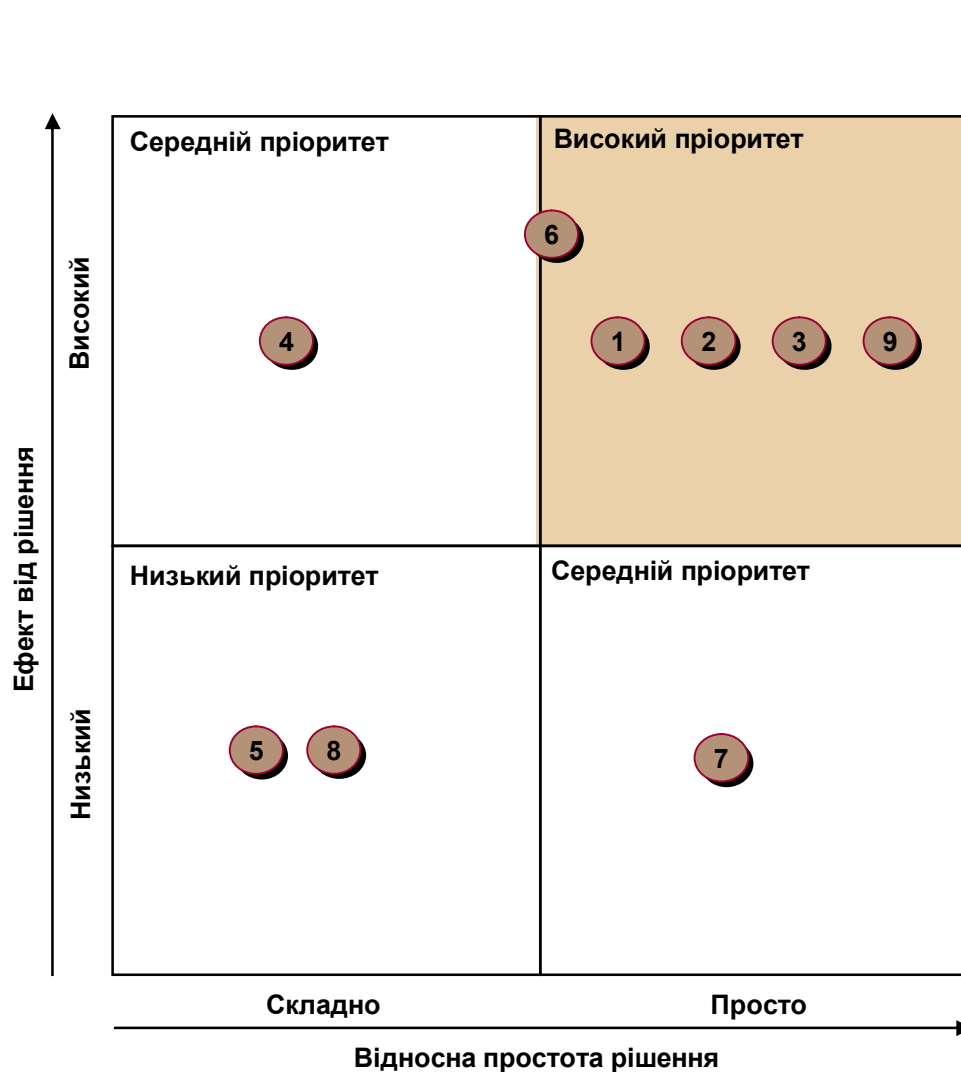 Середній пріоритет
Високий пріоритет
6
4
1
2
3
9
Високий
Ефект від рішення
Низький пріоритет
Середній пріоритет
5
8
7
Низький
Складно
Просто
Відносна простота рішення